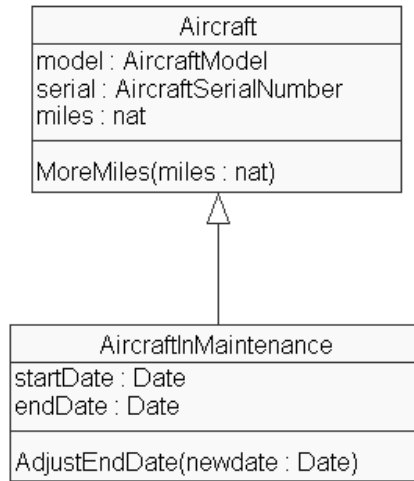 Aircraft
model : AircraftModel
serial : AircraftSerialNumber
miles : nat
MoreMiles(miles : nat)
AircraftInMaintenance
startDate : Date
endDate : Date
AdjustEndDate(newdate : Date)